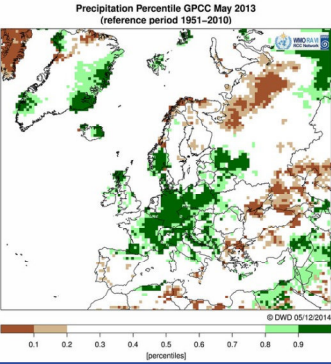 Precipitation Percentile GPCC May 2013
(reference period 1951−2010)
WMO RA VI
RCC Network
© DWD 05/12/2014
0.1 0.2 0.3 0.4 0.5 0.6 0.7 0.8 0.9
[percentiles]